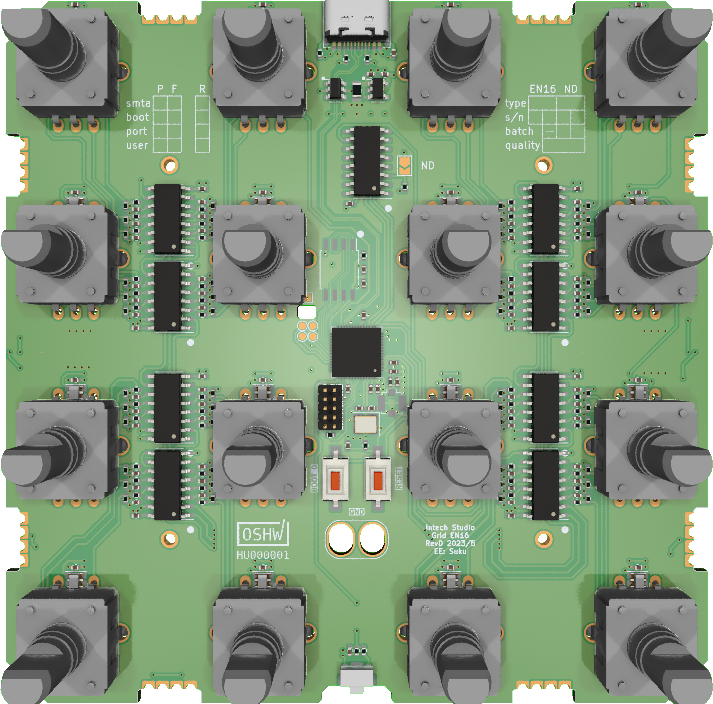 P F R
smta
boot
port
user
EN16 ND
type
s/n
batch
quality
ND
GND
OSHW
HU000001
Intech Studio
Grid EN16
RevD 2023/5
EE: Suku